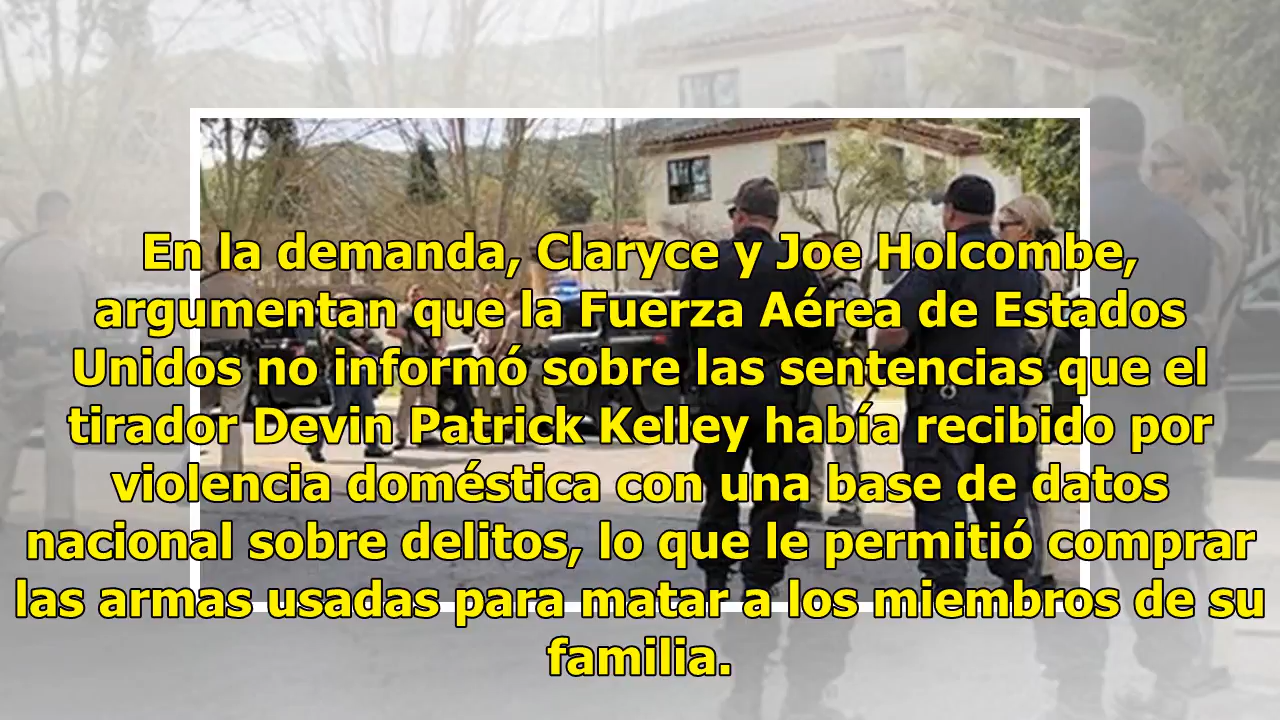 En la demanda, Claryce y Joe Holcombe,
argumentan que la Fuerza Aérea de Estados
Unidos no informó sobre las sentencias que el
tirador Devin Patrick Kelley había recibido por
violencia doméstica con una base de datos
nacional sobre delitos, lo que le permitió comprar
las armas usadas para matar a los miembros de su
familia.